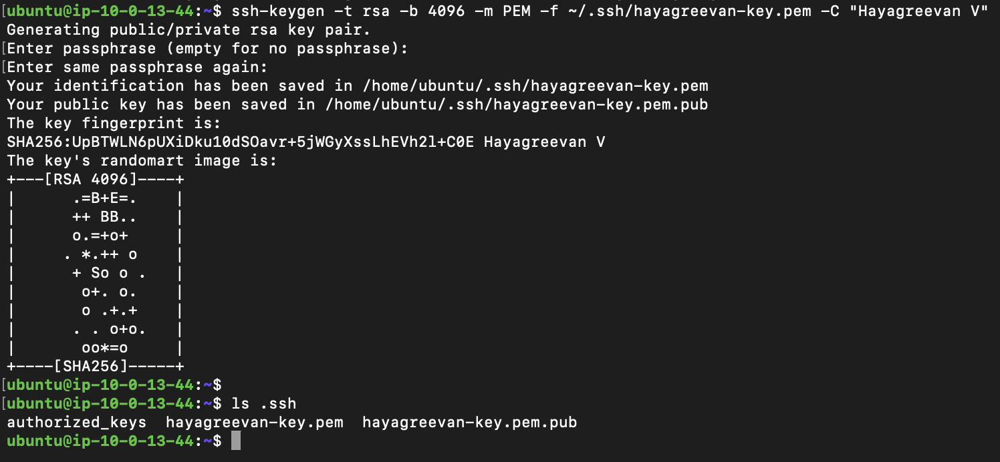 ubuntu@ip-10-0-13-44:~$ ssh-keygen -t rsa -b 4096 -m PEM -f ~/.ssh/hayagreevan-key.pem -C "Hayagreevan V"
Generating public/private rsa key pair.
Enter passphrase (empty for no passphrase):
Enter same passphrase again:
Your identification has been saved in /home/ubuntu/.ssh/hayagreevan-key.pem
Your public key has been saved in /home/ubuntu/.ssh/hayagreevan-key.pem.pub
The key fingerprint is:
SHA256:UpBTWLN6pUXiDku10dSOavr+5jWGyXssLhEVh2l+C0E Hayagreevan V
The key's randomart image is:
+---[RSA 4096]----+
|      .=B+E=.    |
|      ++ BB..    |
|      o.=+o+     |
|     . *.++ o    |
|      + So o .   |
|       o+. o.    |
|       o .+.+    |
|      . . o+o.   |
|       oo*=o     |
+----[SHA256]-----+
ubuntu@ip-10-0-13-44:~$
ubuntu@ip-10-0-13-44:~$ ls .ssh
authorized_keys  hayagreevan-key.pem  hayagreevan-key.pem.pub
ubuntu@ip-10-0-13-44:~$